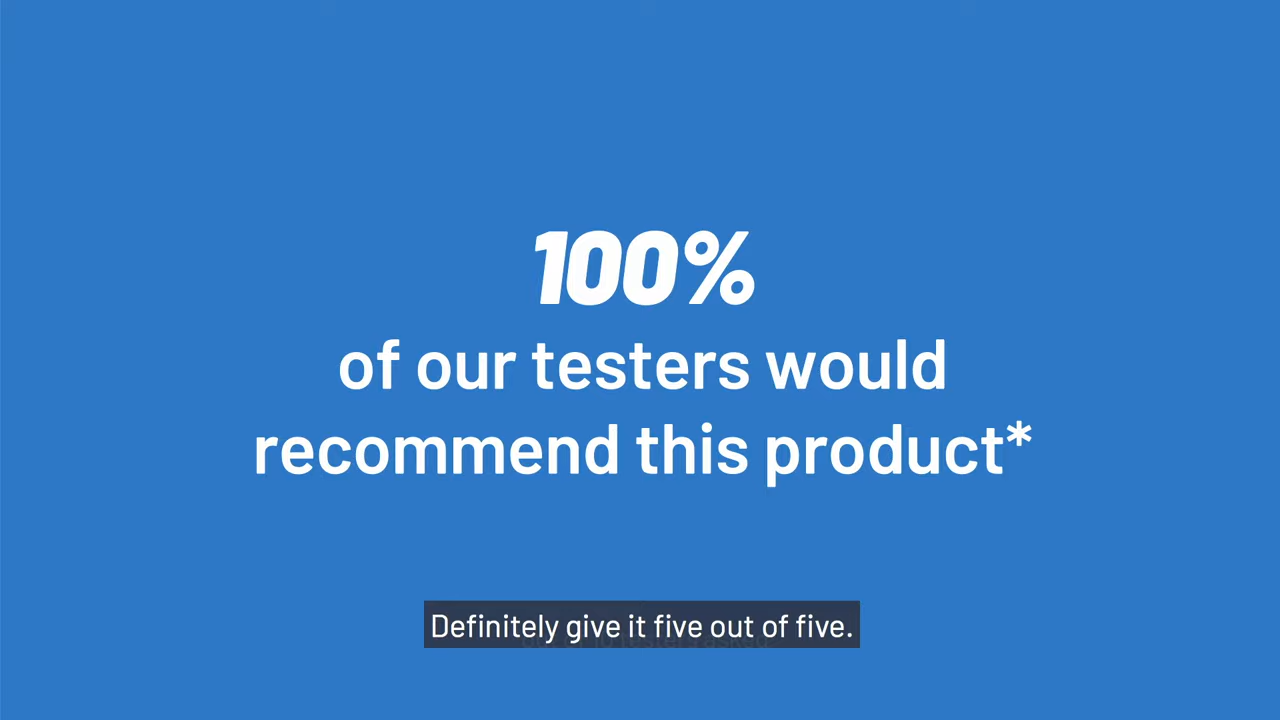 100%
of our testers would
recommend this product*
Definitely give it five out of five.